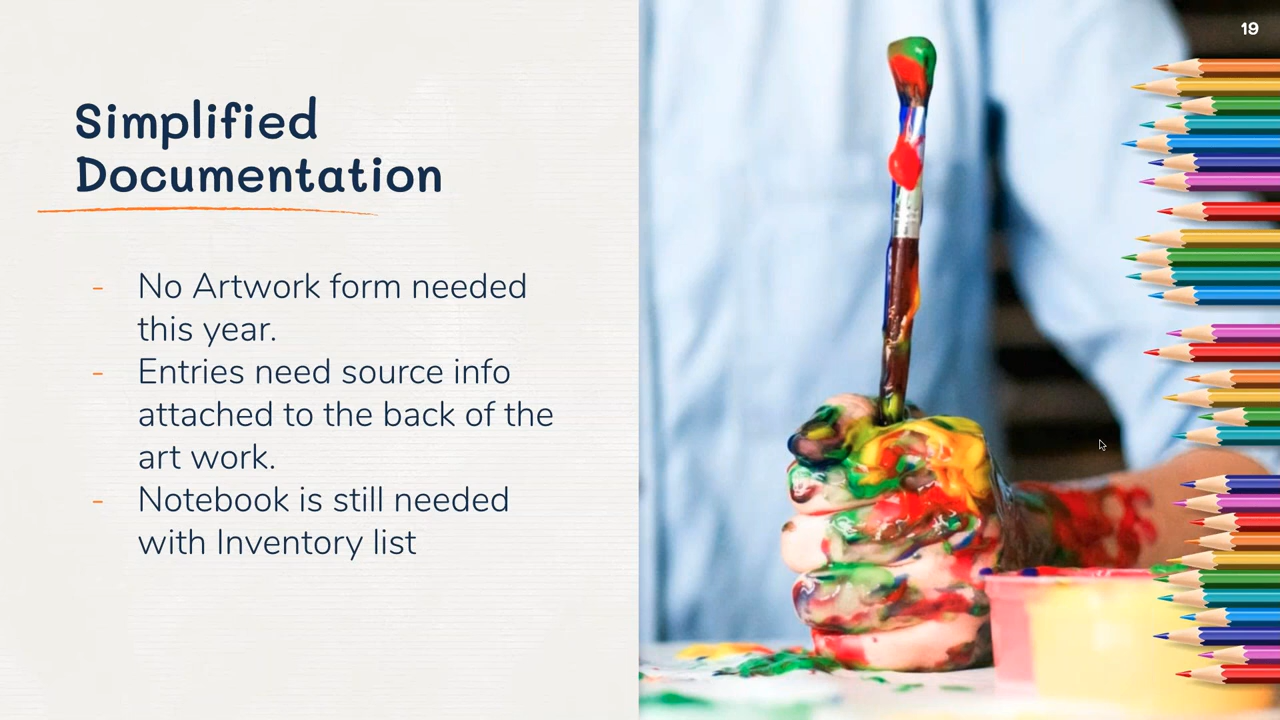 19
Simplified
Documentation
- No Artwork form needed
this year.
- Entries need source info
attached to the back of the
art work.
- Notebook is still needed
with Inventory list